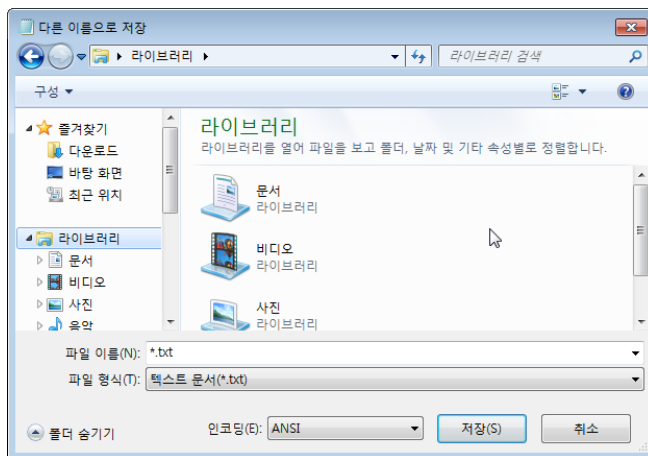 다른 이름으로 저장
라이브러리
라이브러리 검색
구성
즐겨찾기
다운로드
바탕 화면
최근 위치
라이브러리
문서
비디오
사진
음악
라이브러리
라이브러리를 열어 파일을 보고 폴더, 날짜 및 기타 속성별로 정렬합니다.
문서
라이브러리
비디오
라이브러리
사진
라이브러리
파일 이름(N): *.txt
파일 형식(T): 텍스트 문서(*.txt)
폴더 숨기기
인코딩(E): ANSI
저장(S)
취소